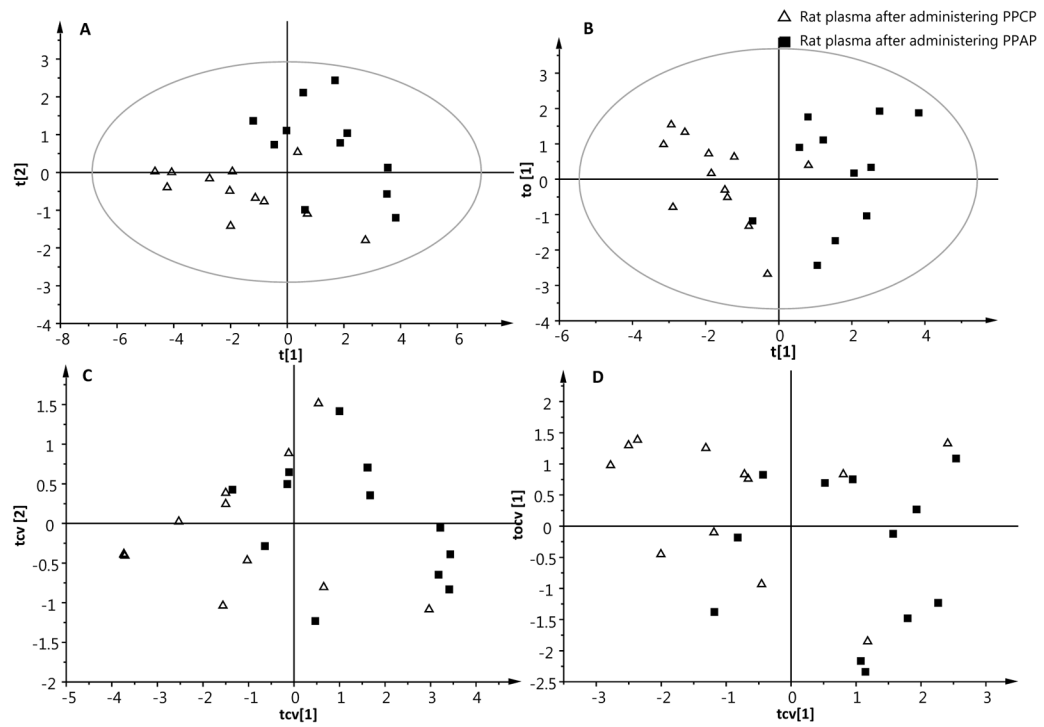 △ Rat plasma after administering PPCP
■ Rat plasma after administering PPAP
A
3
2
1
0
-1
-2
-3
-4
t[2]
-8 -6 -4 -2 0 2 4 6 8
t[1]
B
3
2
1
0
-1
-2
-3
-4
to [1]
-6 -4 -2 0 2 4
t[1]
C
1.5
1
0.5
0
-0.5
-1
-1.5
-2
tcv [2]
-5 -4 -3 -2 -1 0 1 2 3 4
tcv[1]
D
2
1.5
1
0.5
0
-0.5
-1
-1.5
-2
-2.5
tocv [1]
-3 -2 -1 0 1 2 3
tcv[1]